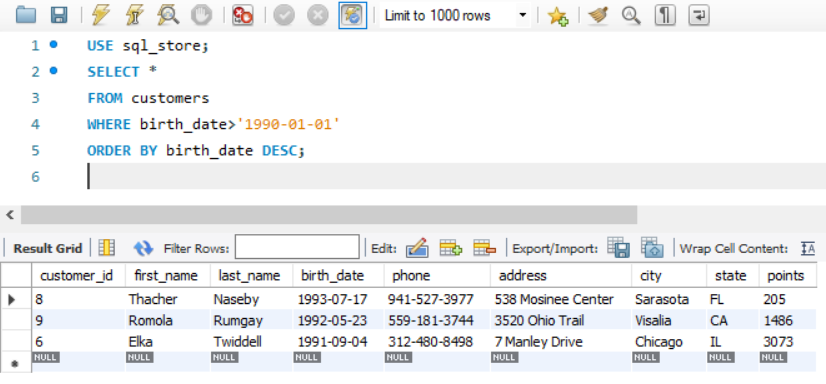 Limit to 1000 rows
1 USE sql_store;
2 SELECT *
3 FROM customers
4 WHERE birth_date>'1990-01-01'
5 ORDER BY birth_date DESC;
6
Result Grid Filter Rows: Edit: Export/Import: Wrap Cell Content: IA
customer_id first_name last_name birth_date phone address city state points
8 Thacher Naseby 1993-07-17 941-527-3977 538 Mosinee Center Sarasota FL 205
9 Romola Rumgay 1992-05-23 559-181-3744 3520 Ohio Trail Visalia CA 1486
6 Elka Twiddell 1991-09-04 312-480-8498 7 Manley Drive Chicago IL 3073
NULL NULL NULL NULL NULL NULL NULL NULL NULL